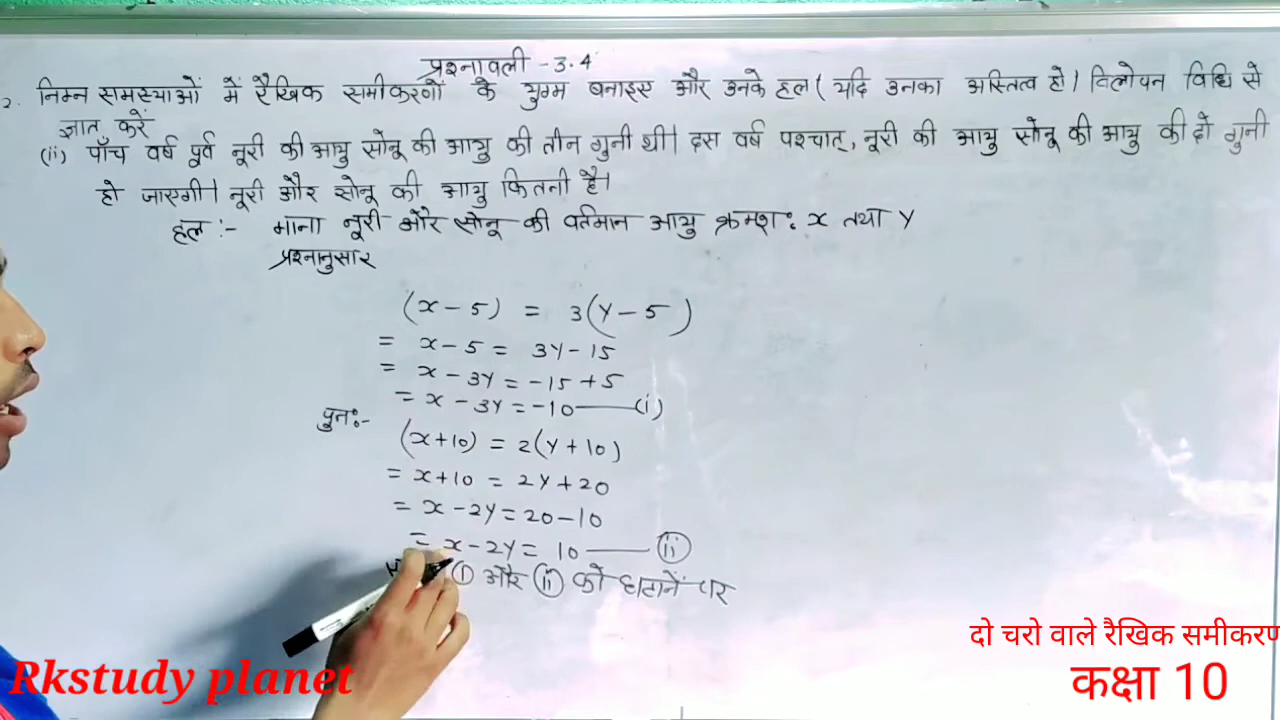 प्रश्नावली - 3.4
2. निम्न समस्याओं में रैखिक समीकरणों के युग्म बनाइए और उनके हल ( यदि उनका अस्तित्व हो ) विलोपन विधि से
ज्ञात करें
(ii) पाँच वर्ष पूर्व नूरी की आयु सोनू की आयु की तीन गुनी थी। दस वर्ष पश्चात्, नूरी की आयु सोनू की आयु की दो गुनी
हो जाएगी। नूरी और सोनू की आयु कितनी है।
हल :- माना नूरी और सोनू की वर्तमान आयु क्रमशः x तथा Y
प्रश्नानुसार
(x - 5) = 3(Y - 5)
= x - 5 = 3Y - 15
= x - 3Y = -15 + 5
= x - 3Y = -10 —— (i)
पुनः-
(x+10) = 2(Y+10)
= x+10 = 2Y+20
= x - 2Y = 20 - 10
= x - 2Y = 10 —— (ii)
(i) और (ii) को घटानें पर
दो चरो वाले रैखिक समीकरण
Rkstudy planet
कक्षा 10